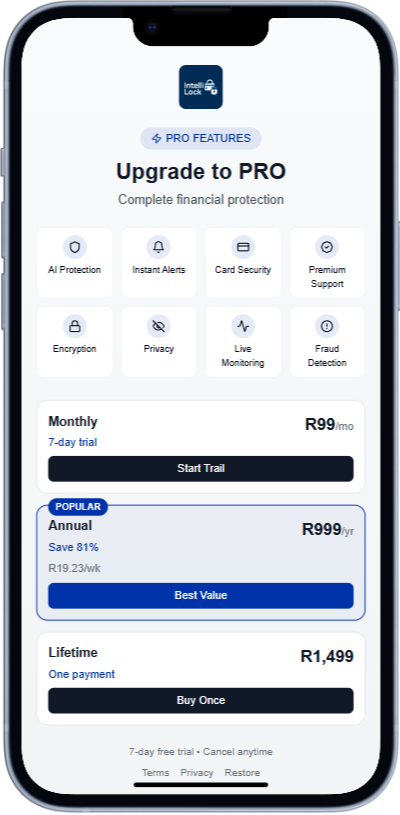 Intelli
Lock
PRO FEATURES
Upgrade to PRO
Complete financial protection
AI Protection
Instant Alerts
Card Security
Premium
Support
Encryption
Privacy
Live
Monitoring
Fraud
Detection
Monthly
R99/mo
7-day trial
Start Trail
POPULAR
Annual
R999/yr
Save 81%
R19.23/wk
Best Value
Lifetime
R1,499
One payment
Buy Once
7-day free trial • Cancel anytime
Terms Privacy Restore